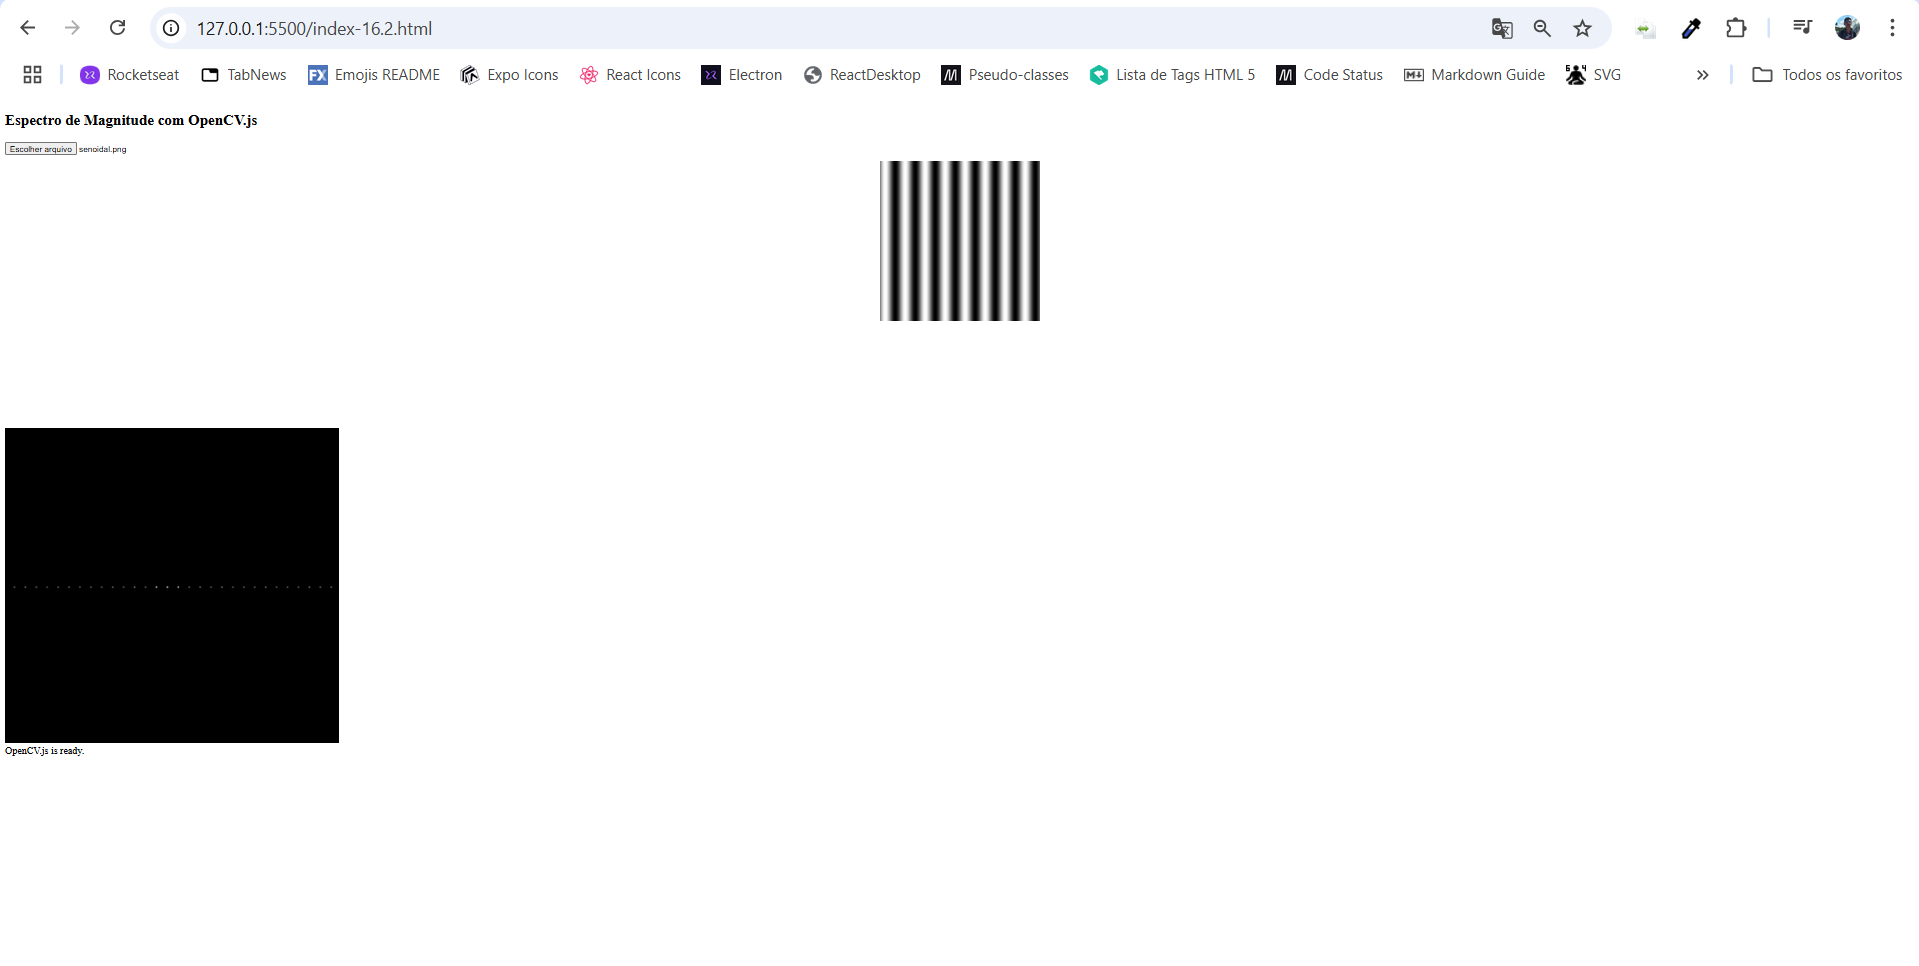 127.0.0.1:5500/index-16.2.html
Rocketseat TabNews FX Emojis README Expo Icons React Icons Electron ReactDesktop M Pseudo-classes Lista de Tags HTML 5 M Code Status Markdown Guide SVG » Todos os favoritos
Espectro de Magnitude com OpenCV.js
Escolher arquivo senoidal.png
OpenCV.js is ready.